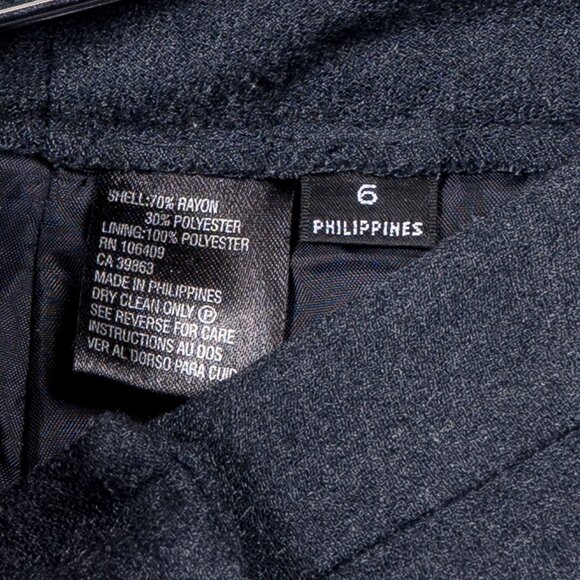 SHELL:70% RAYON
30% POLYESTER
LINING:100% POLYESTER
RN 106409
CA 39863
MADE IN PHILIPPINES
DRY CLEAN ONLY Ⓟ
SEE REVERSE FOR CARE
INSTRUCTIONS AU DOS
VER AL DORSO PARA
6
PHILIPPINES